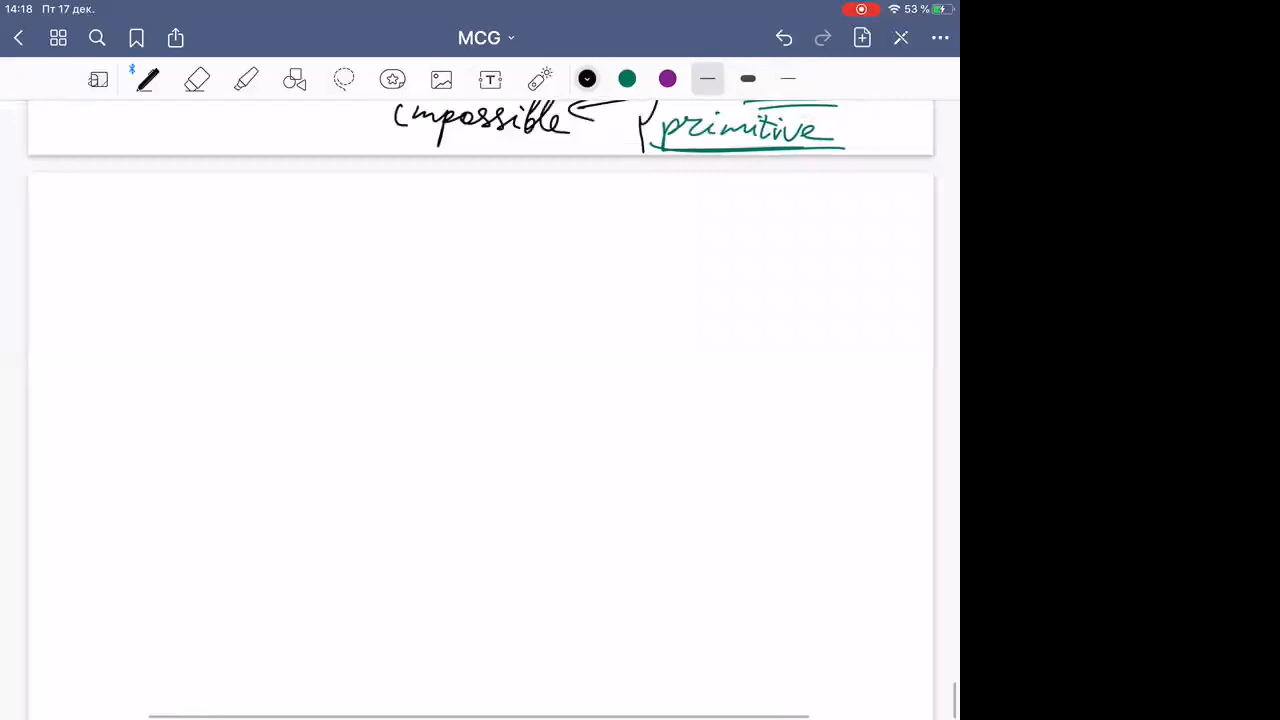 14:18 Пт 17 дек. 53 %
MCG
T
impossible primitive